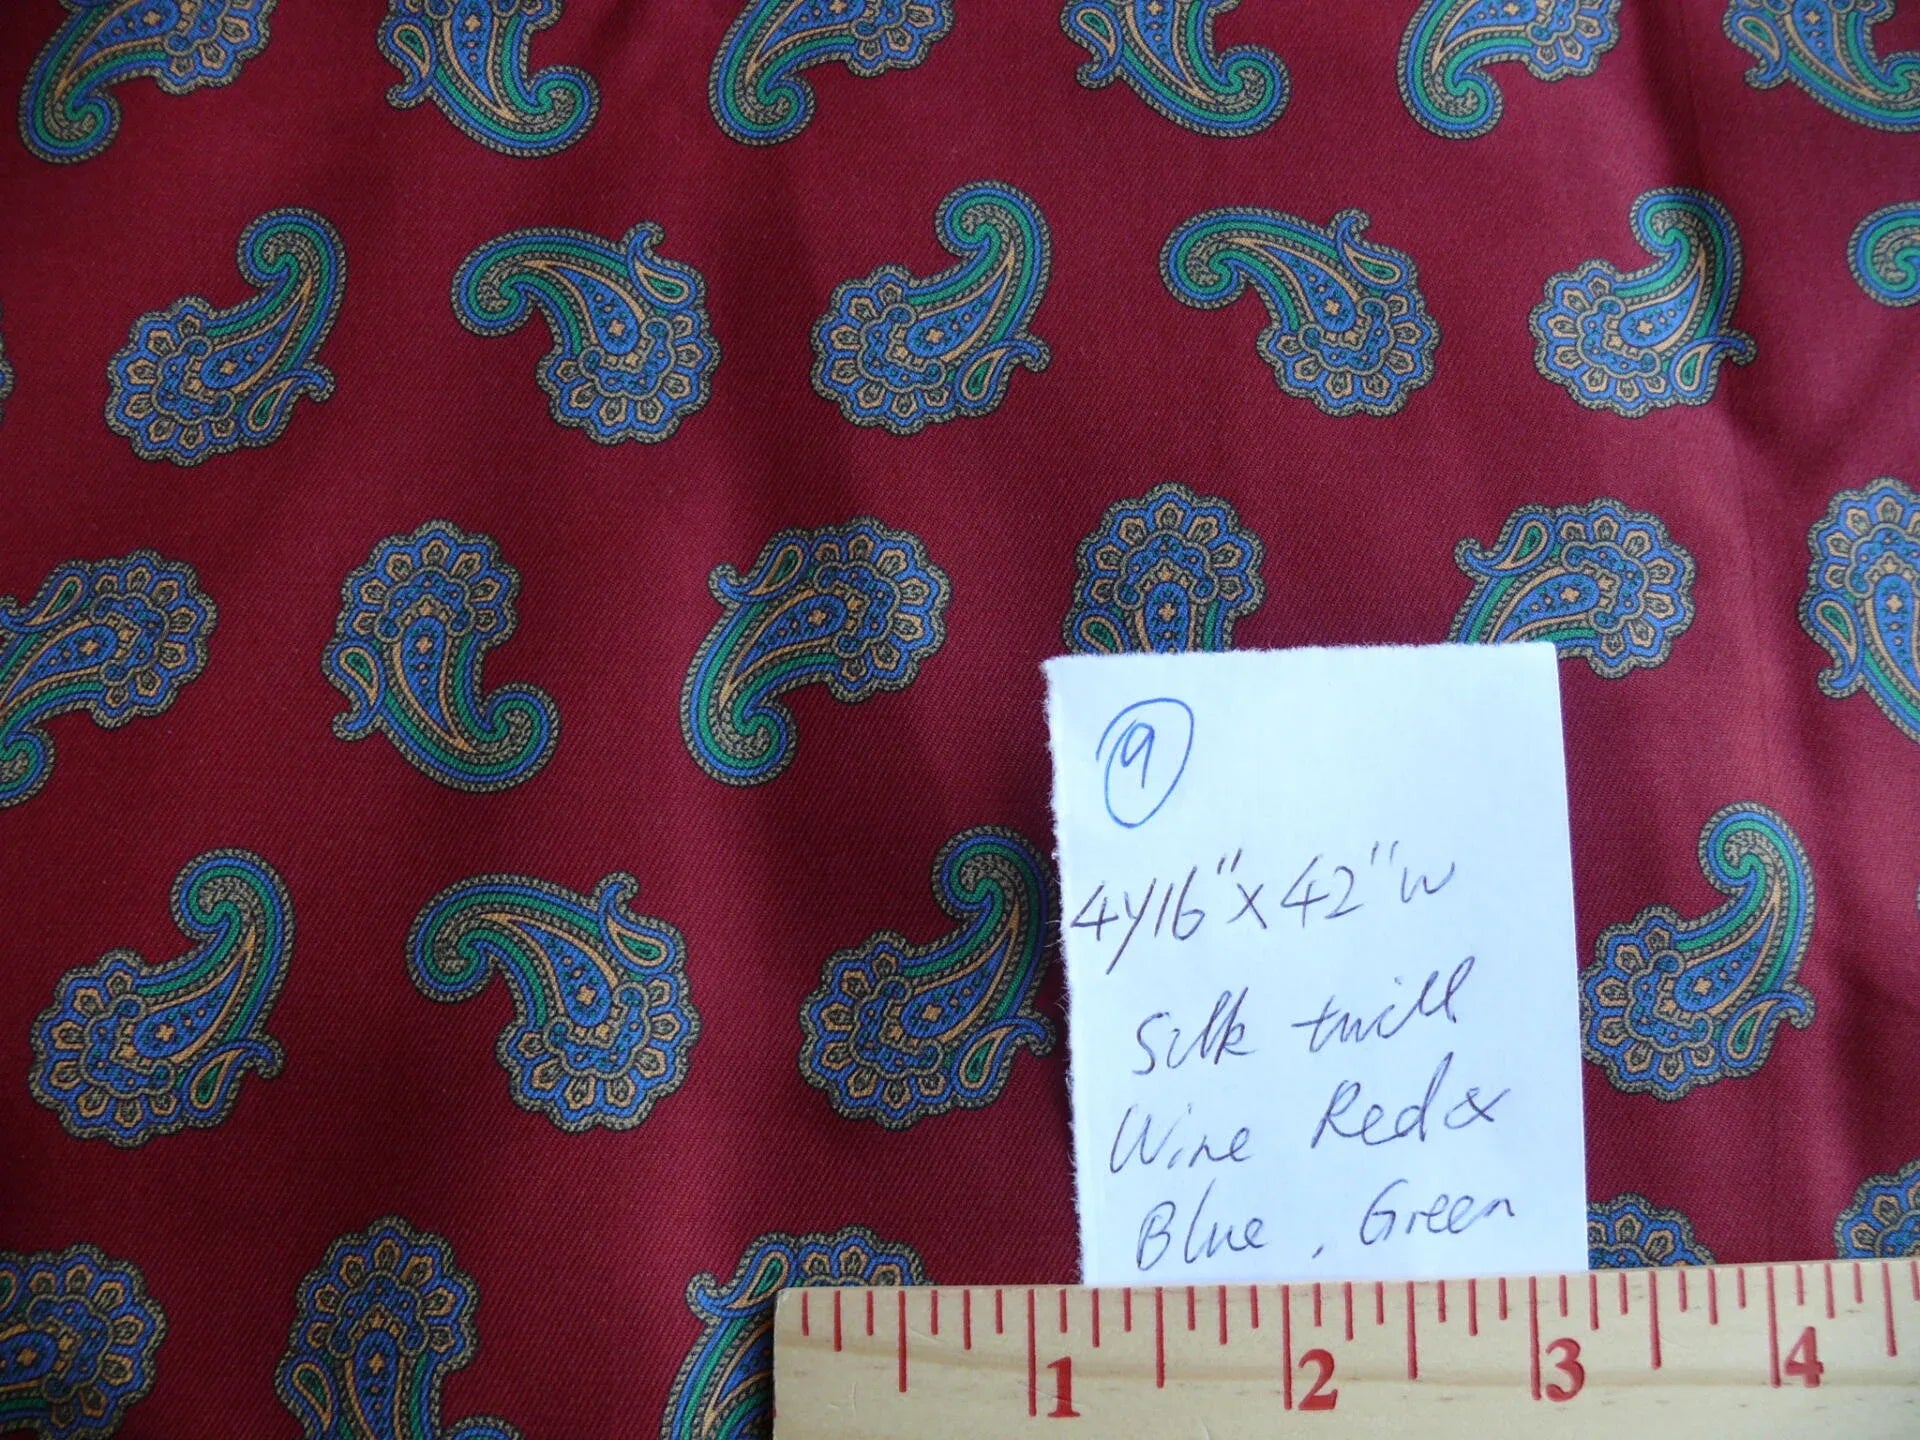 9
4y16"x42"w
Silk twill
Wine Red &
Blue, Green
1 2 3 4